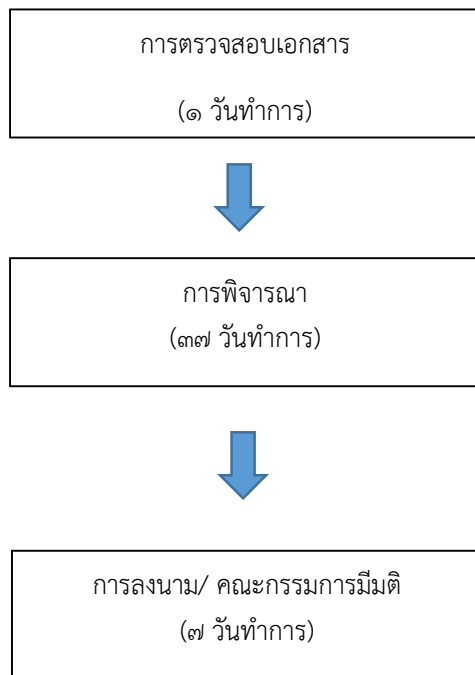 การตรวจสอบเอกสาร
(๑ วันทำการ)
การพิจารณา
(๓๗ วันทำการ)
การลงนาม/ คณะกรรมการมีมติ
(๗ วันทำการ)